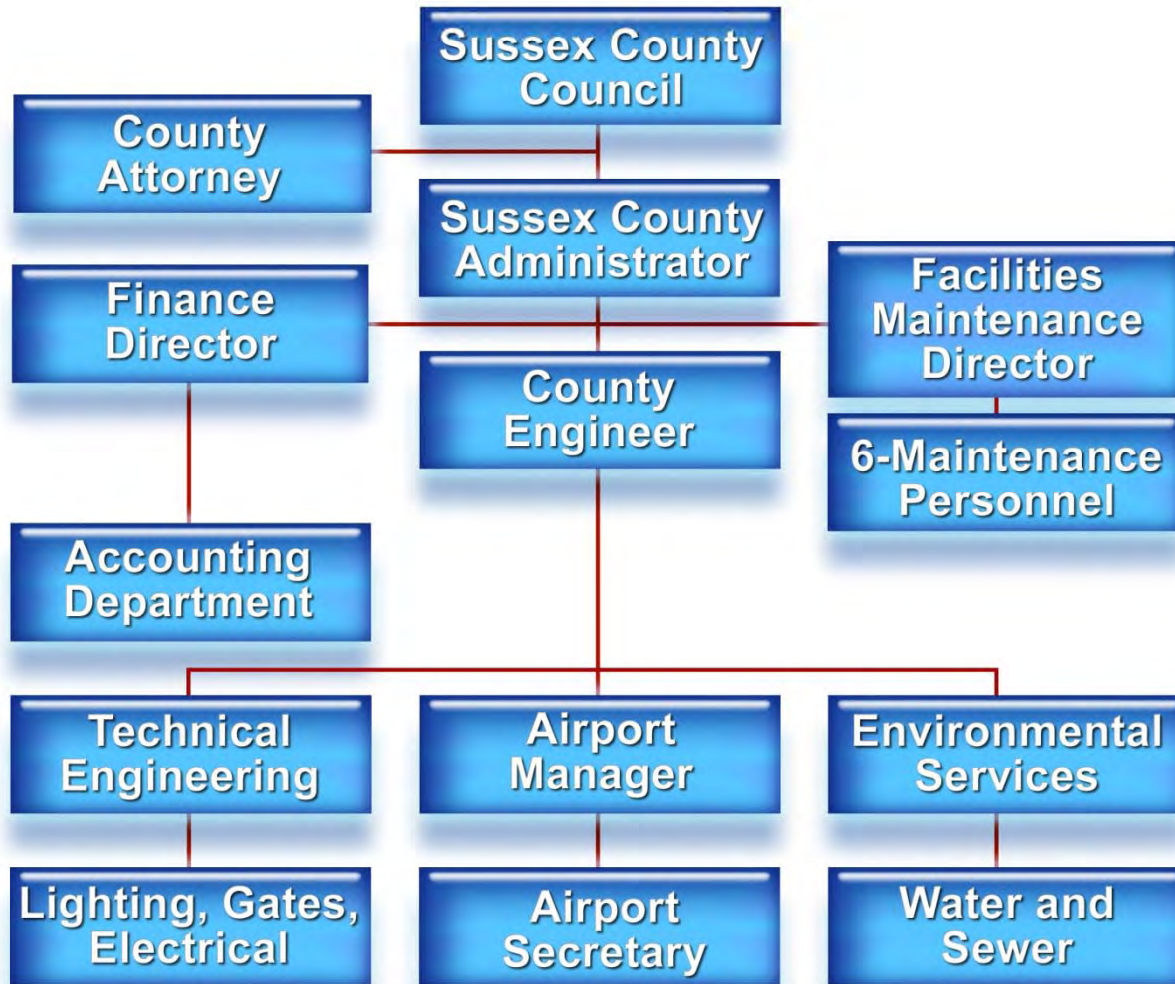 Sussex County
Council
County
Attorney
Sussex County
Administrator
Finance
Director
Facilities
Maintenance
Director
County
Engineer
6-Maintenance
Personnel
Accounting
Department
Technical
Engineering
Airport
Manager
Environmental
Services
Lighting, Gates,
Electrical
Airport
Secretary
Water and
Sewer